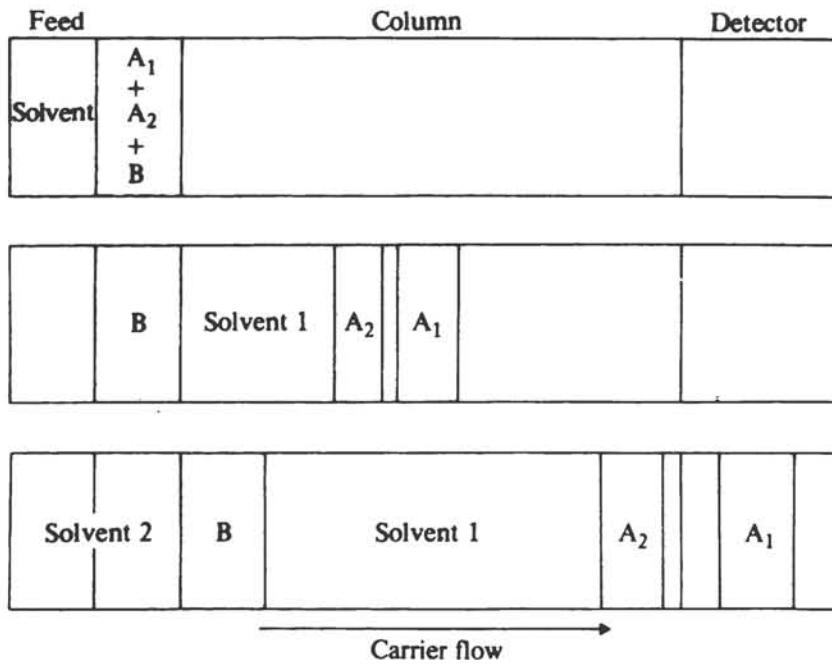 Feed Column Detector
Solvent
A₁
+
A₂
+
B
B Solvent 1 A₂ A₁
Solvent 2 B Solvent 1 A₂ A₁
Carrier flow